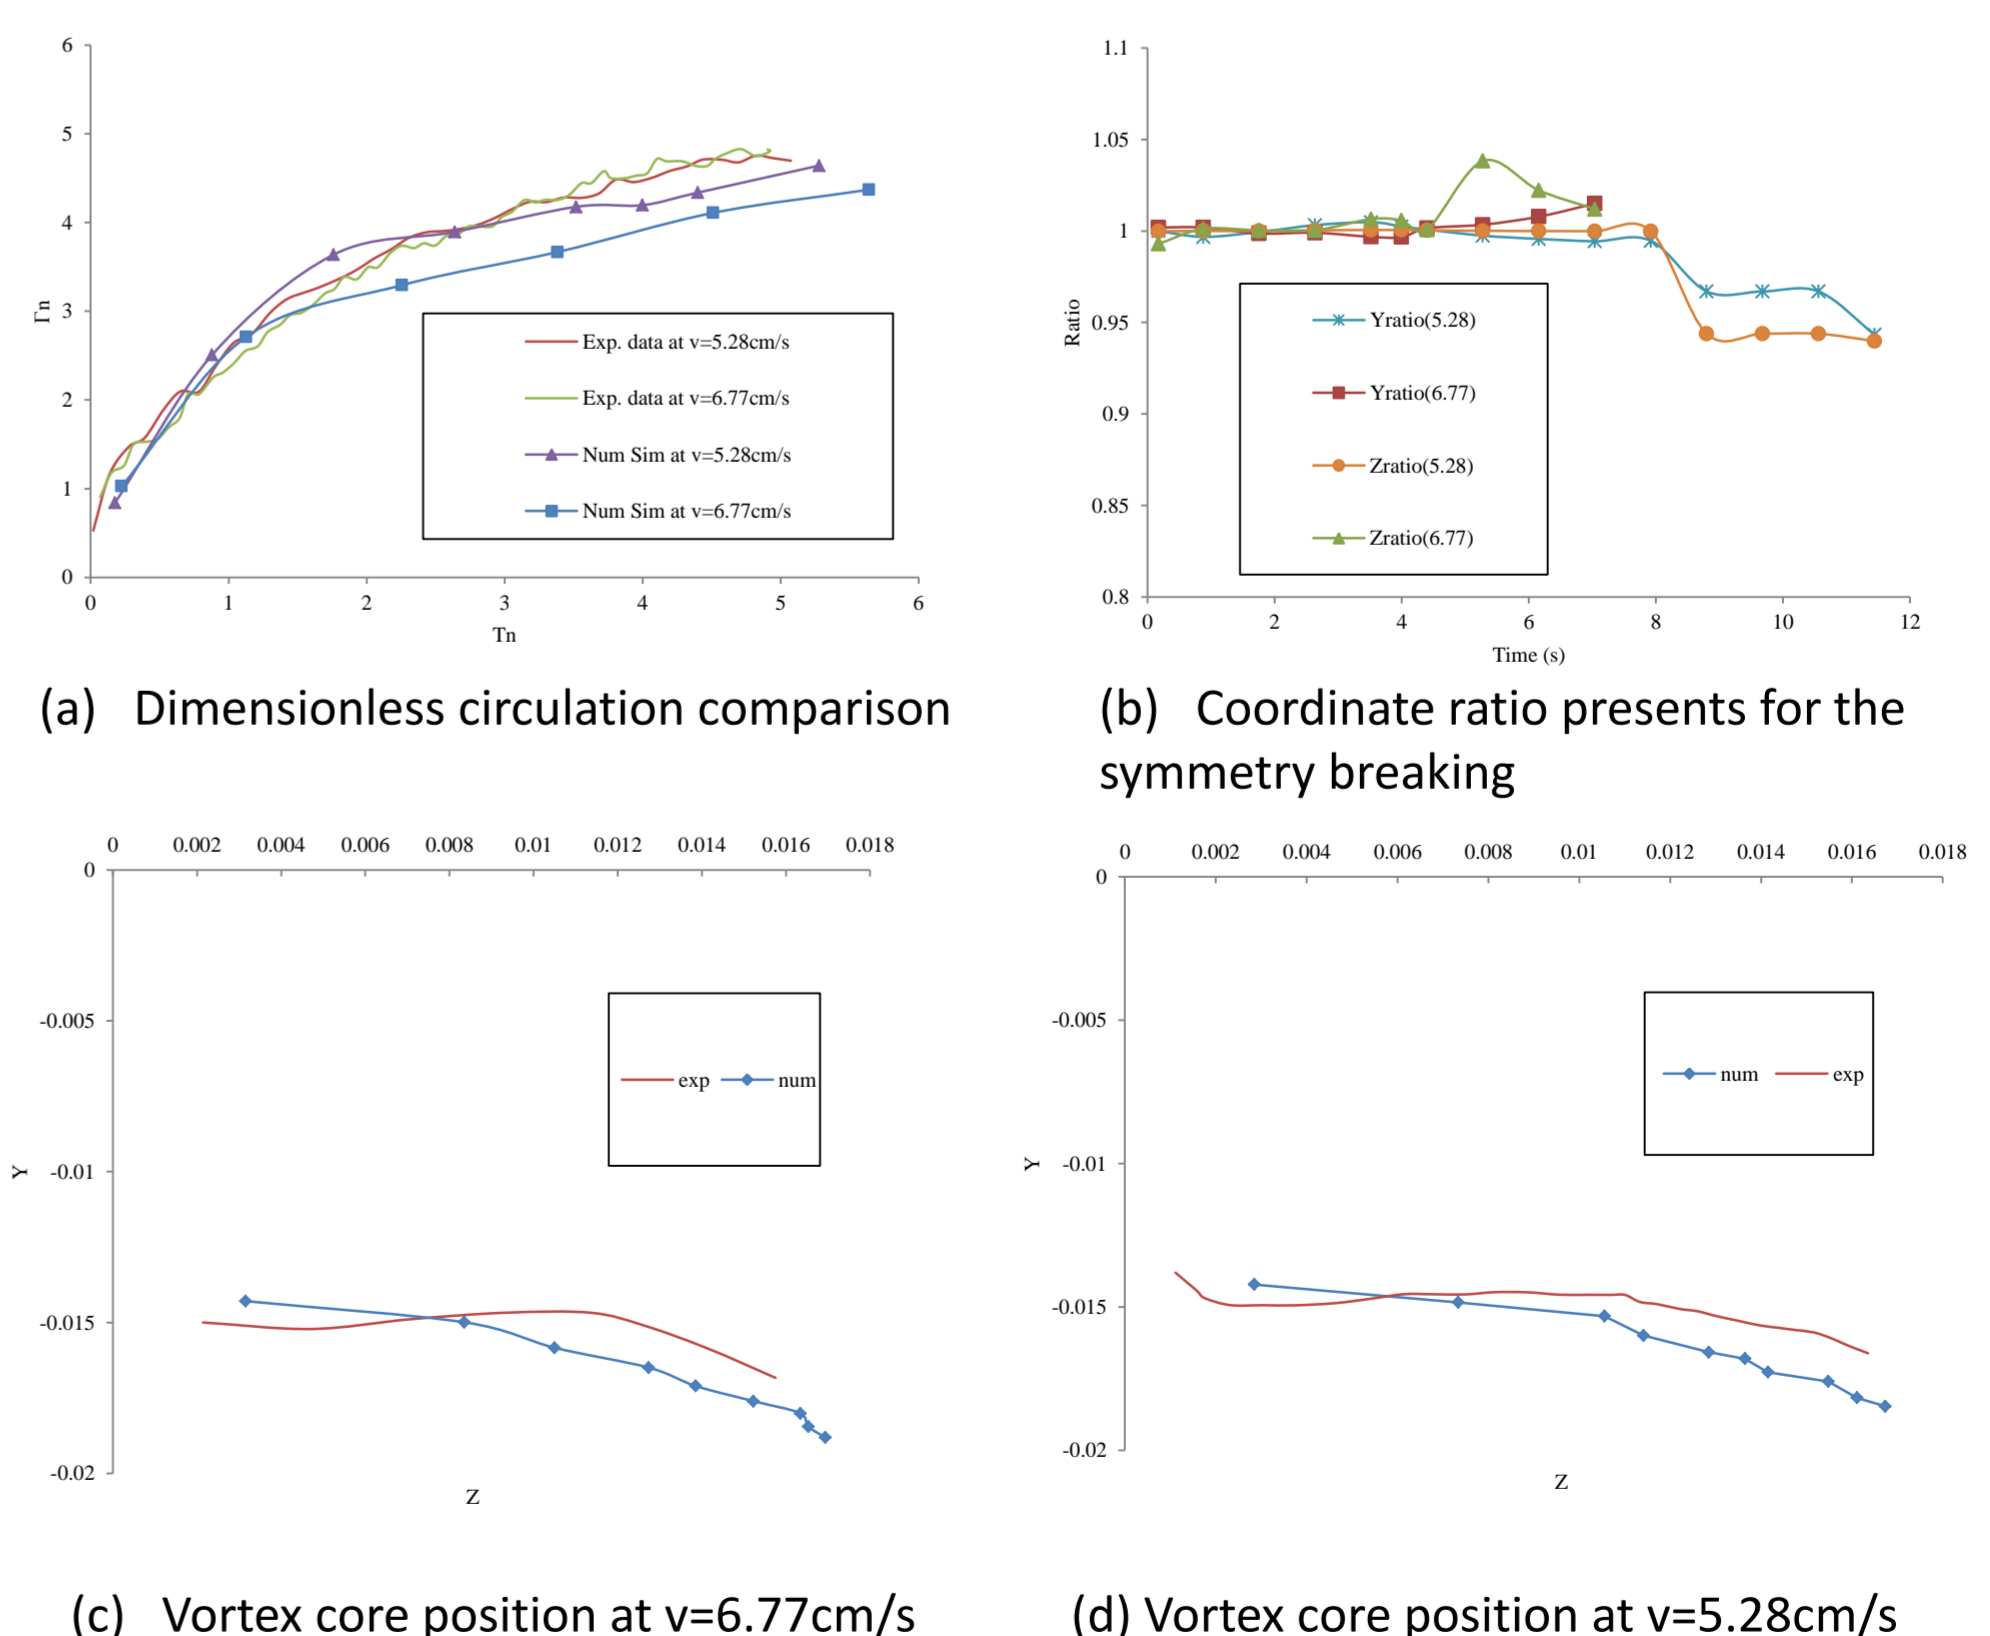 6
5
4
3
2
1
0
Γn
0 1 2 3 4 5 6
Tn
Exp. data at v=5.28cm/s
Exp. data at v=6.77cm/s
Num Sim at v=5.28cm/s
Num Sim at v=6.77cm/s
(a) Dimensionless circulation comparison
1.1
1.05
1
0.95
0.9
0.85
0.8
Ratio
0 2 4 6 8 10 12
Time (s)
Yratio(5.28)
Yratio(6.77)
Zratio(5.28)
Zratio(6.77)
(b) Coordinate ratio presents for the
symmetry breaking
0 0.002 0.004 0.006 0.008 0.01 0.012 0.014 0.016 0.018
0
-0.005
-0.01
-0.015
-0.02
Y
exp num
Z
(c) Vortex core position at v=6.77cm/s
0 0.002 0.004 0.006 0.008 0.01 0.012 0.014 0.016 0.018
0
-0.005
-0.01
-0.015
-0.02
Y
num exp
Z
(d) Vortex core position at v=5.28cm/s